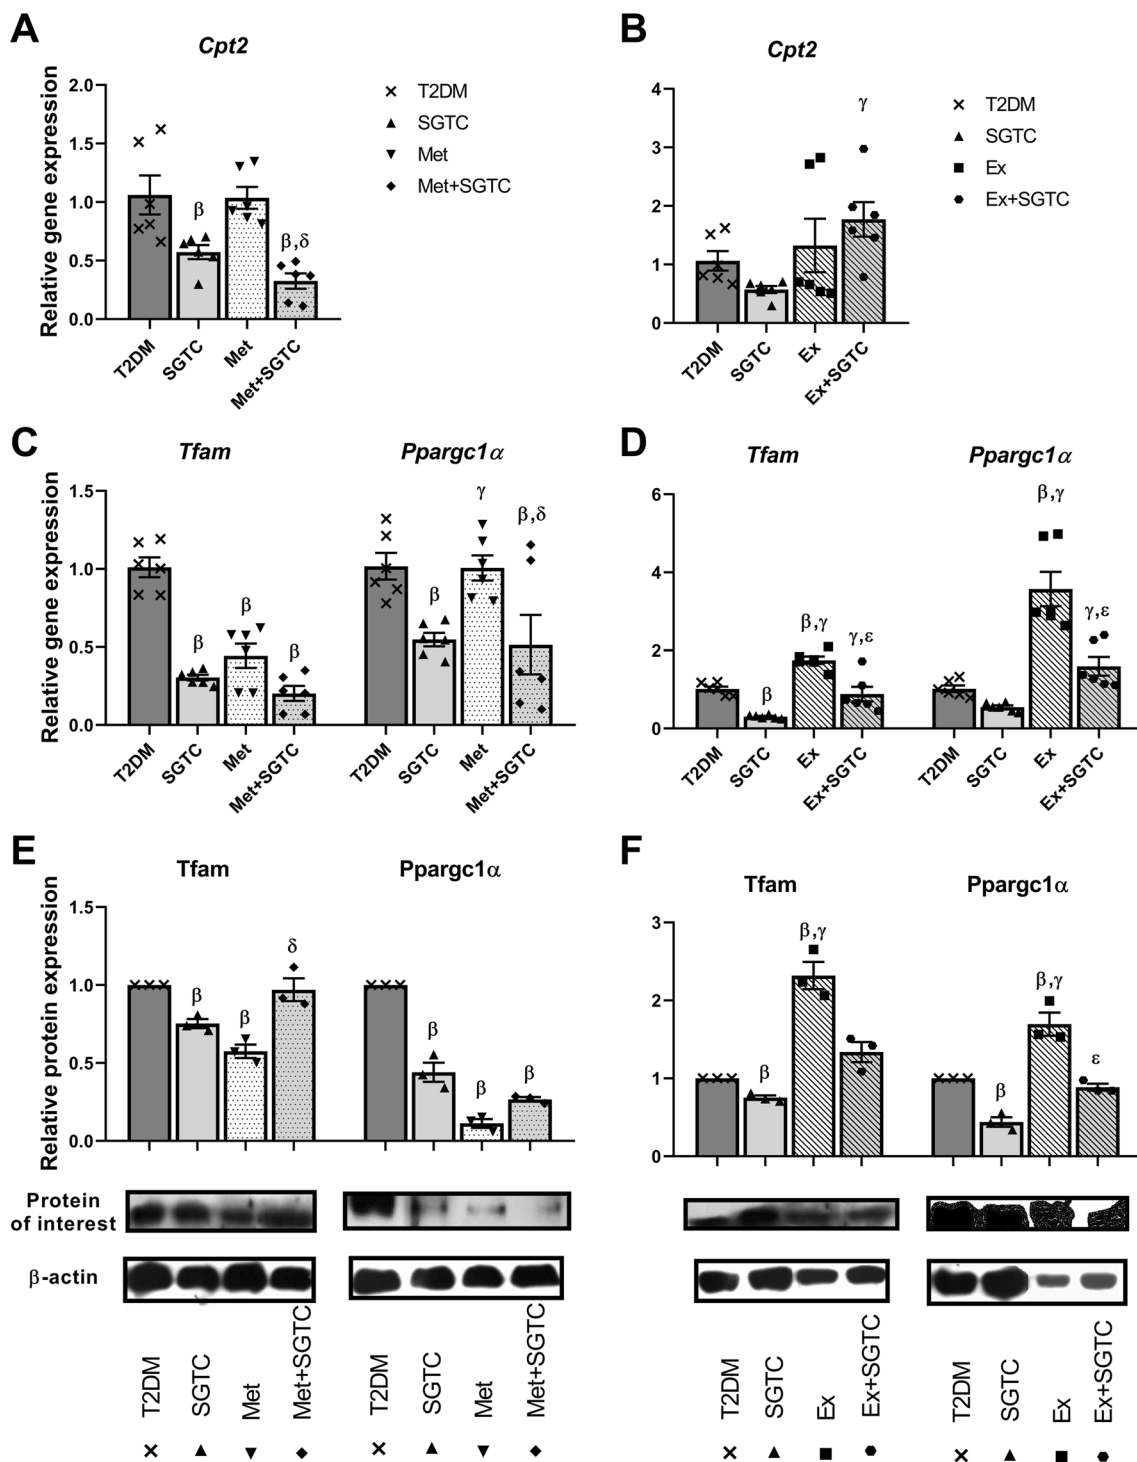 A
Cpt2
Relative gene expression
2.0
1.5
1.0
0.5
0.0
β
β,δ
T2DM
SGTC
Met
Met+SGTC
T2DM
SGTC
Met
Met+SGTC
B
Cpt2
4
3
2
1
0
γ
T2DM
SGTC
Ex
Ex+SGTC
T2DM
SGTC
Ex
Ex+SGTC
C
Tfam
Ppargc1α
Relative gene expression
1.5
1.0
0.5
0.0
β
β
β
β
γ
β,δ
T2DM
SGTC
Met
Met+SGTC
T2DM
SGTC
Met
Met+SGTC
D
Tfam
Ppargc1α
6
4
2
0
β
β,γ
γ,ε
β,γ
γ,ε
T2DM
SGTC
Ex
Ex+SGTC
T2DM
SGTC
Ex
Ex+SGTC
E
Tfam
Ppargc1α
Relative protein expression
1.5
1.0
0.5
0.0
β
β
δ
β
β
β
Protein
of interest
β-actin
T2DM
SGTC
Met
Met+SGTC
T2DM
SGTC
Met
Met+SGTC
F
Tfam
Ppargc1α
3
2
1
0
β
β,γ
β
β,γ
ε
T2DM
SGTC
Ex
Ex+SGTC
T2DM
SGTC
Ex
Ex+SGTC